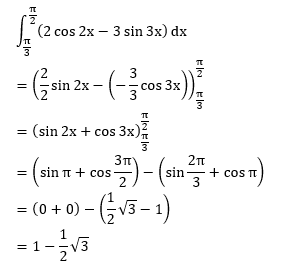 ∫_{π/3}^{π/2} (2 cos 2x − 3 sin 3x) dx
= (2/2 sin 2x − (−3/3 cos 3x))_{π/3}^{π/2}
= (sin 2x + cos 3x)_{π/3}^{π/2}
= (sin π + cos 3π/2) − (sin 2π/3 + cos π)
= (0 + 0) − (1/2 √3 − 1)
= 1 − 1/2 √3